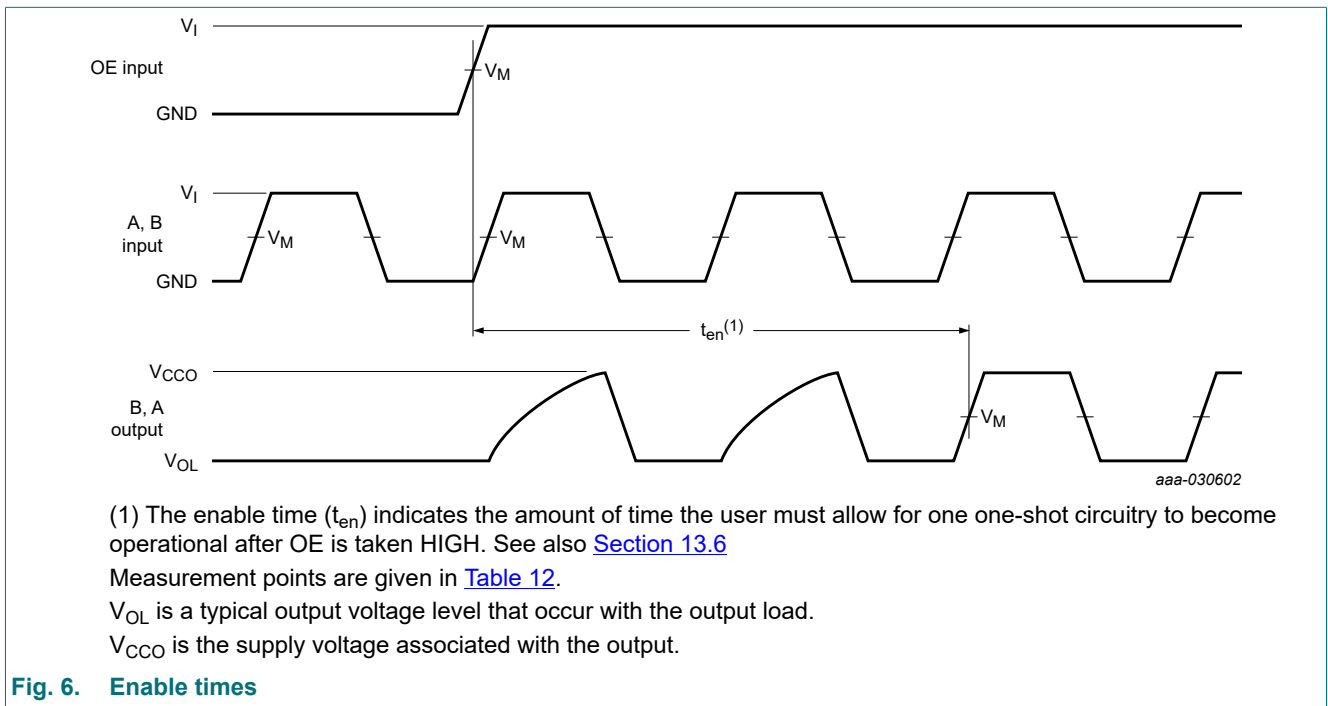 VI
OE input
VM
GND
VI
A, B
input
VM
VM
GND
ten(1)
VCCO
B, A
output
VM
VOL
aaa-030602
(1) The enable time (ten) indicates the amount of time the user must allow for one one-shot circuitry to become
operational after OE is taken HIGH. See also Section 13.6
Measurement points are given in Table 12.
VOL is a typical output voltage level that occur with the output load.
VCCO is the supply voltage associated with the output.
Fig. 6. Enable times